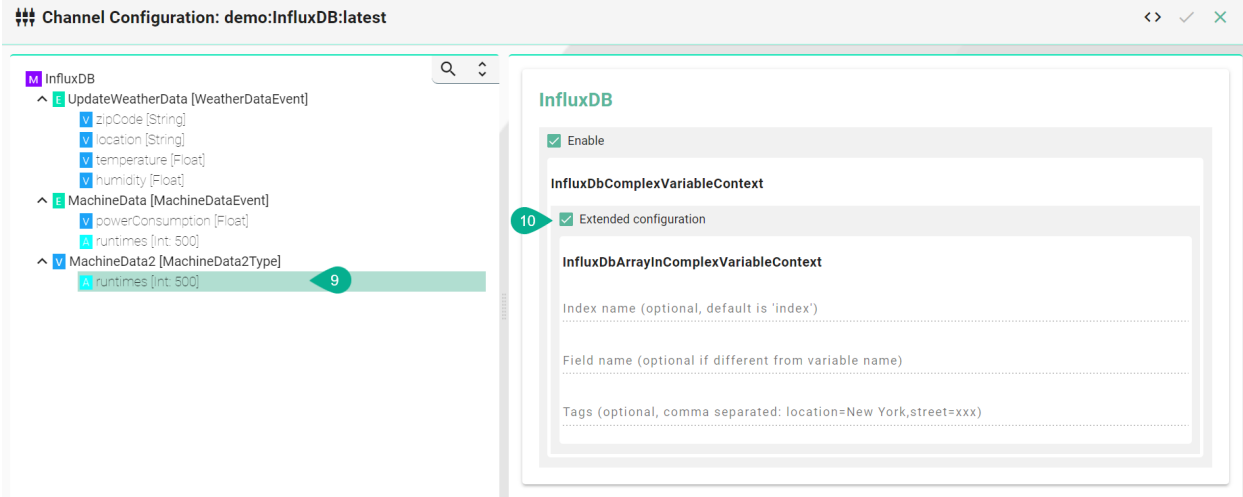 Channel Configuration: demo:InfluxDB:latest
M InfluxDB
E UpdateWeatherData [WeatherDataEvent]
V zipCode [String]
V location [String]
V temperature [Float]
V humidity [Float]
E MachineData [MachineDataEvent]
V powerConsumption [Float]
A runtimes [Int: 500]
V MachineData2 [MachineData2Type]
A runtimes [Int: 500]
9
InfluxDB
Enable
InfluxDbComplexVariableContext
10 Extended configuration
InfluxDbArrayInComplexVariableContext
Index name (optional, default is 'index')
Field name (optional if different from variable name)
Tags (optional, comma separated: location=New York,street=xxx)